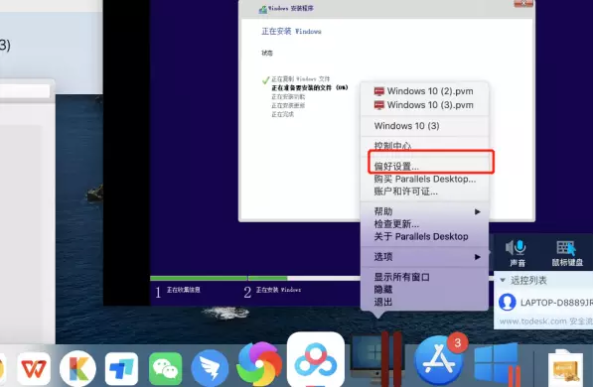 3)
Windows 安装程序
正在安装 Windows
状态
正在复制 Windows 文件
正在准备要安装的文件 (0%)
正在安装功能
正在安装更新
正在完成
Windows 10 (2).pvm
Windows 10 (3).pvm
Windows 10 (3)
控制中心
偏好设置...
购买 Parallels Desktop...
账户和许可证...
帮助
检查更新...
关于 Parallels Desktop
选项
显示所有窗口
隐藏
退出
1 正在收集信息
2 正在安装 Windows
声音
鼠标键盘
远控列表
LAPTOP-D8889JR
www.todesk.com 安全流
3